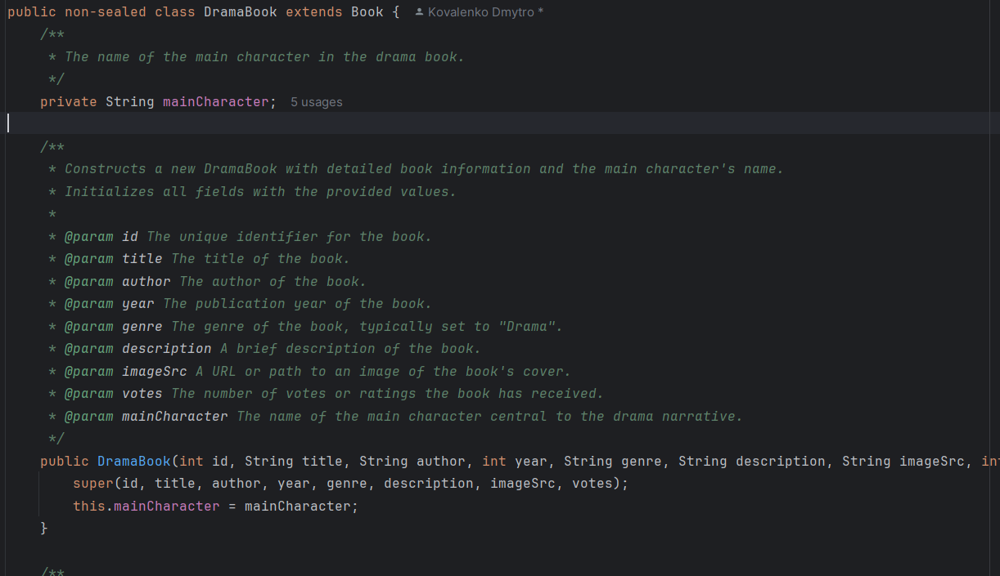 public non-sealed class DramaBook extends Book {  Kovalenko Dmytro *
    /**
     * The name of the main character in the drama book.
     */
    private String mainCharacter;  5 usages
    /**
     * Constructs a new DramaBook with detailed book information and the main character's name.
     * Initializes all fields with the provided values.
     *
     * @param id The unique identifier for the book.
     * @param title The title of the book.
     * @param author The author of the book.
     * @param year The publication year of the book.
     * @param genre The genre of the book, typically set to "Drama".
     * @param description A brief description of the book.
     * @param imageSrc A URL or path to an image of the book's cover.
     * @param votes The number of votes or ratings the book has received.
     * @param mainCharacter The name of the main character central to the drama narrative.
     */
    public DramaBook(int id, String title, String author, int year, String genre, String description, String imageSrc, int
        super(id, title, author, year, genre, description, imageSrc, votes);
        this.mainCharacter = mainCharacter;
    }
    /**